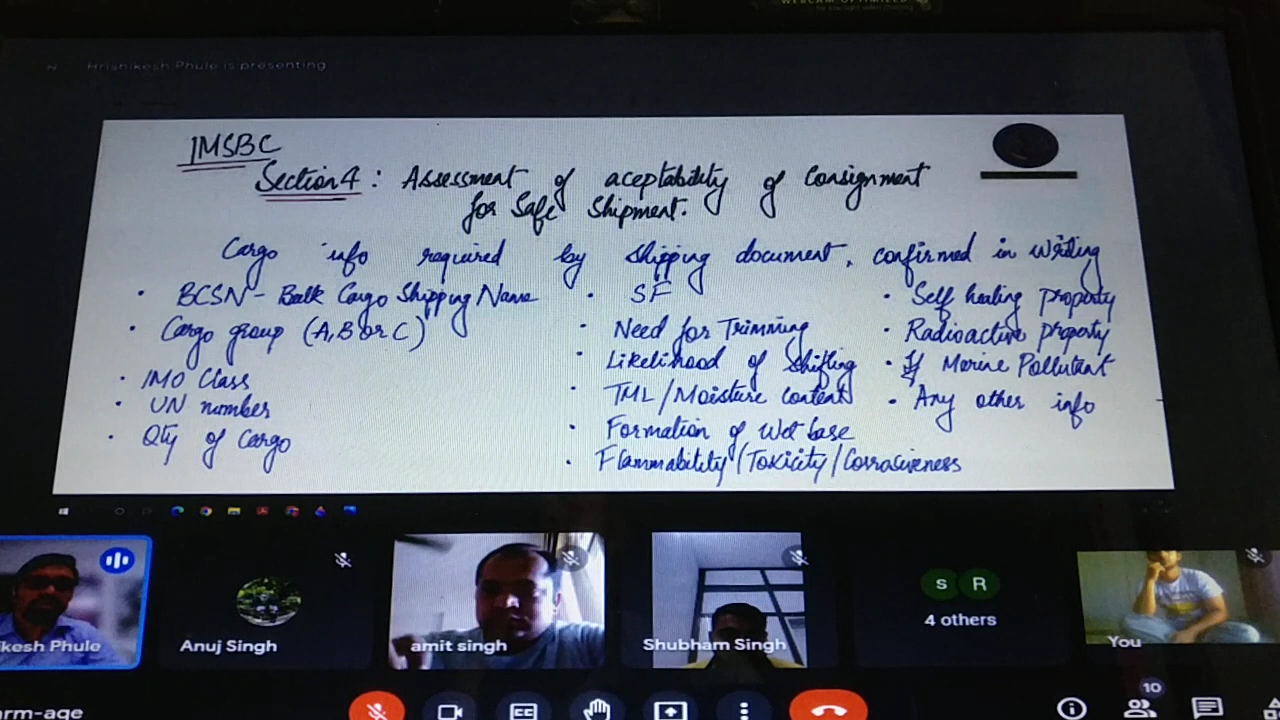 WEBCAM OPTIMIZED
Hrishikesh Phule is presenting
IMSBC
Section 4 : Assessment of aceptability of Consignment
for Safe Shipment.
Cargo info required by Shipping document, confirmed in writing
• BCSN - Bulk Cargo Shipping Name
• Cargo group (A, B or C)
• IMO Class
• UN number
• Qty of Cargo
• SF
• Need for Trimming
• Likelihood of Shifting
• TML/Moisture content
• Formation of Wet base
• Flammability/Toxicity/Corrosiveness
• Self heating property
• Radioactive property
• If Marine Pollutant
• Any other info
kesh Phule
Anuj Singh
amit singh
Shubham Singh
S R
4 others
You
CC
10